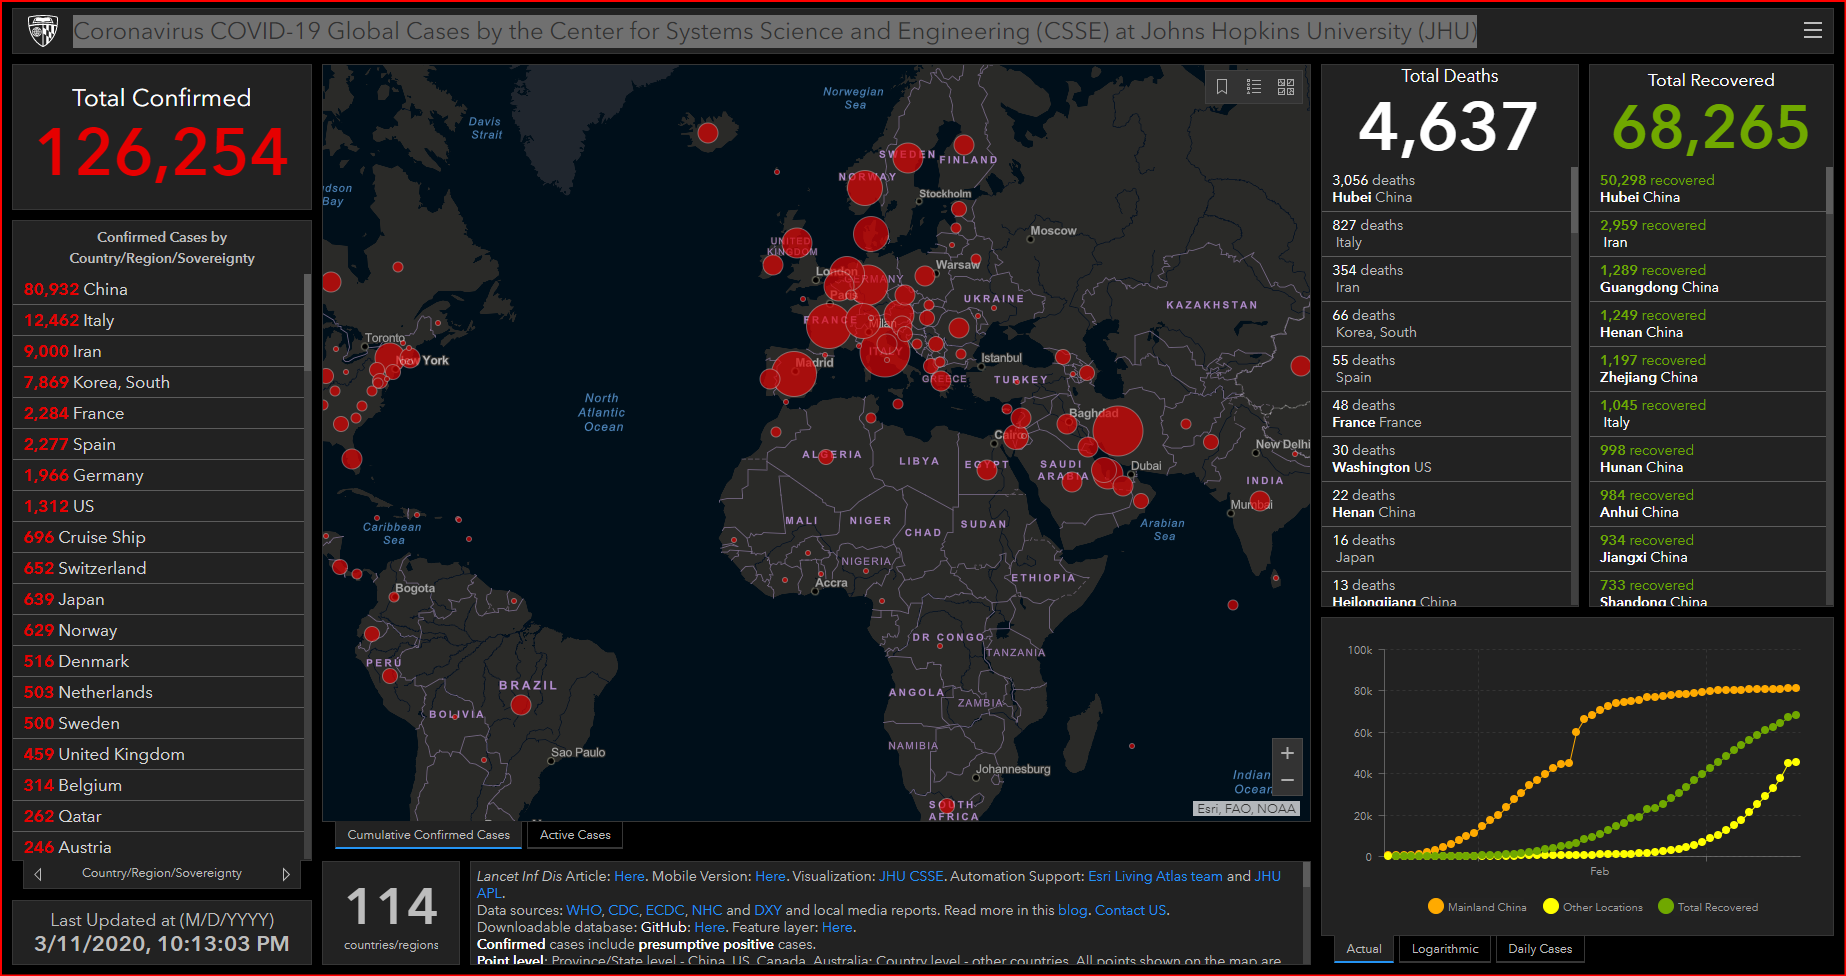 Coronavirus COVID-19 Global Cases by the Center for Systems Science and Engineering (CSSE) at Johns Hopkins University (JHU)
Total Confirmed
126,254
Confirmed Cases by
Country/Region/Sovereignty
80,932 China
12,462 Italy
9,000 Iran
7,869 Korea, South
2,284 France
2,277 Spain
1,966 Germany
1,312 US
696 Cruise Ship
652 Switzerland
639 Japan
629 Norway
516 Denmark
503 Netherlands
500 Sweden
459 United Kingdom
314 Belgium
262 Qatar
246 Austria
Country/Region/Sovereignty
Last Updated at (M/D/YYYY)
3/11/2020, 10:13:03 PM
Norwegian
Sea
Davis
Strait
SWEDEN
FINLAND
NORWAY
dson
Bay
Stockholm
Moscow
UNITED
KINGDOM
London
Warsaw
GERMANY
Paris
UKRAINE
KAZAKHSTAN
FRANCE
Milan
Toronto
New York
ITALY
Istanbul
Madrid
GREECE
TURKEY
North
Atlantic
Ocean
Baghdad
Cairo
New Delhi
ALGERIA
LIBYA
EGYPT
SAUDI
ARABIA
Dubai
INDIA
Mumbai
Caribbean
Sea
MALI
NIGER
CHAD
SUDAN
Arabian
Sea
NIGERIA
ETHIOPIA
Accra
Bogota
DR CONGO
TANZANIA
PERU
BRAZIL
ANGOLA
ZAMBIA
BOLIVIA
NAMIBIA
Sao Paulo
Johannesburg
Indian
Ocean
SOUTH
AFRICA
+
−
Esri, FAO, NOAA
Cumulative Confirmed Cases
Active Cases
114
countries/regions
Lancet Inf Dis Article: Here. Mobile Version: Here. Visualization: JHU CSSE. Automation Support: Esri Living Atlas team and JHU
APL.
Data sources: WHO, CDC, ECDC, NHC and DXY and local media reports. Read more in this blog. Contact US.
Downloadable database: GitHub: Here. Feature layer: Here.
Confirmed cases include presumptive positive cases.
Point level: Province/State level - China, US, Canada, Australia; Country level - other countries. All points shown on the map are
Total Deaths
4,637
3,056 deaths
Hubei China
827 deaths
Italy
354 deaths
Iran
66 deaths
Korea, South
55 deaths
Spain
48 deaths
France France
30 deaths
Washington US
22 deaths
Henan China
16 deaths
Japan
13 deaths
Heilongjiang China
Total Recovered
68,265
50,298 recovered
Hubei China
2,959 recovered
Iran
1,289 recovered
Guangdong China
1,249 recovered
Henan China
1,197 recovered
Zhejiang China
1,045 recovered
Italy
998 recovered
Hunan China
984 recovered
Anhui China
934 recovered
Jiangxi China
733 recovered
Shandong China
100k
80k
60k
40k
20k
0
Feb
Mainland China
Other Locations
Total Recovered
Actual
Logarithmic
Daily Cases